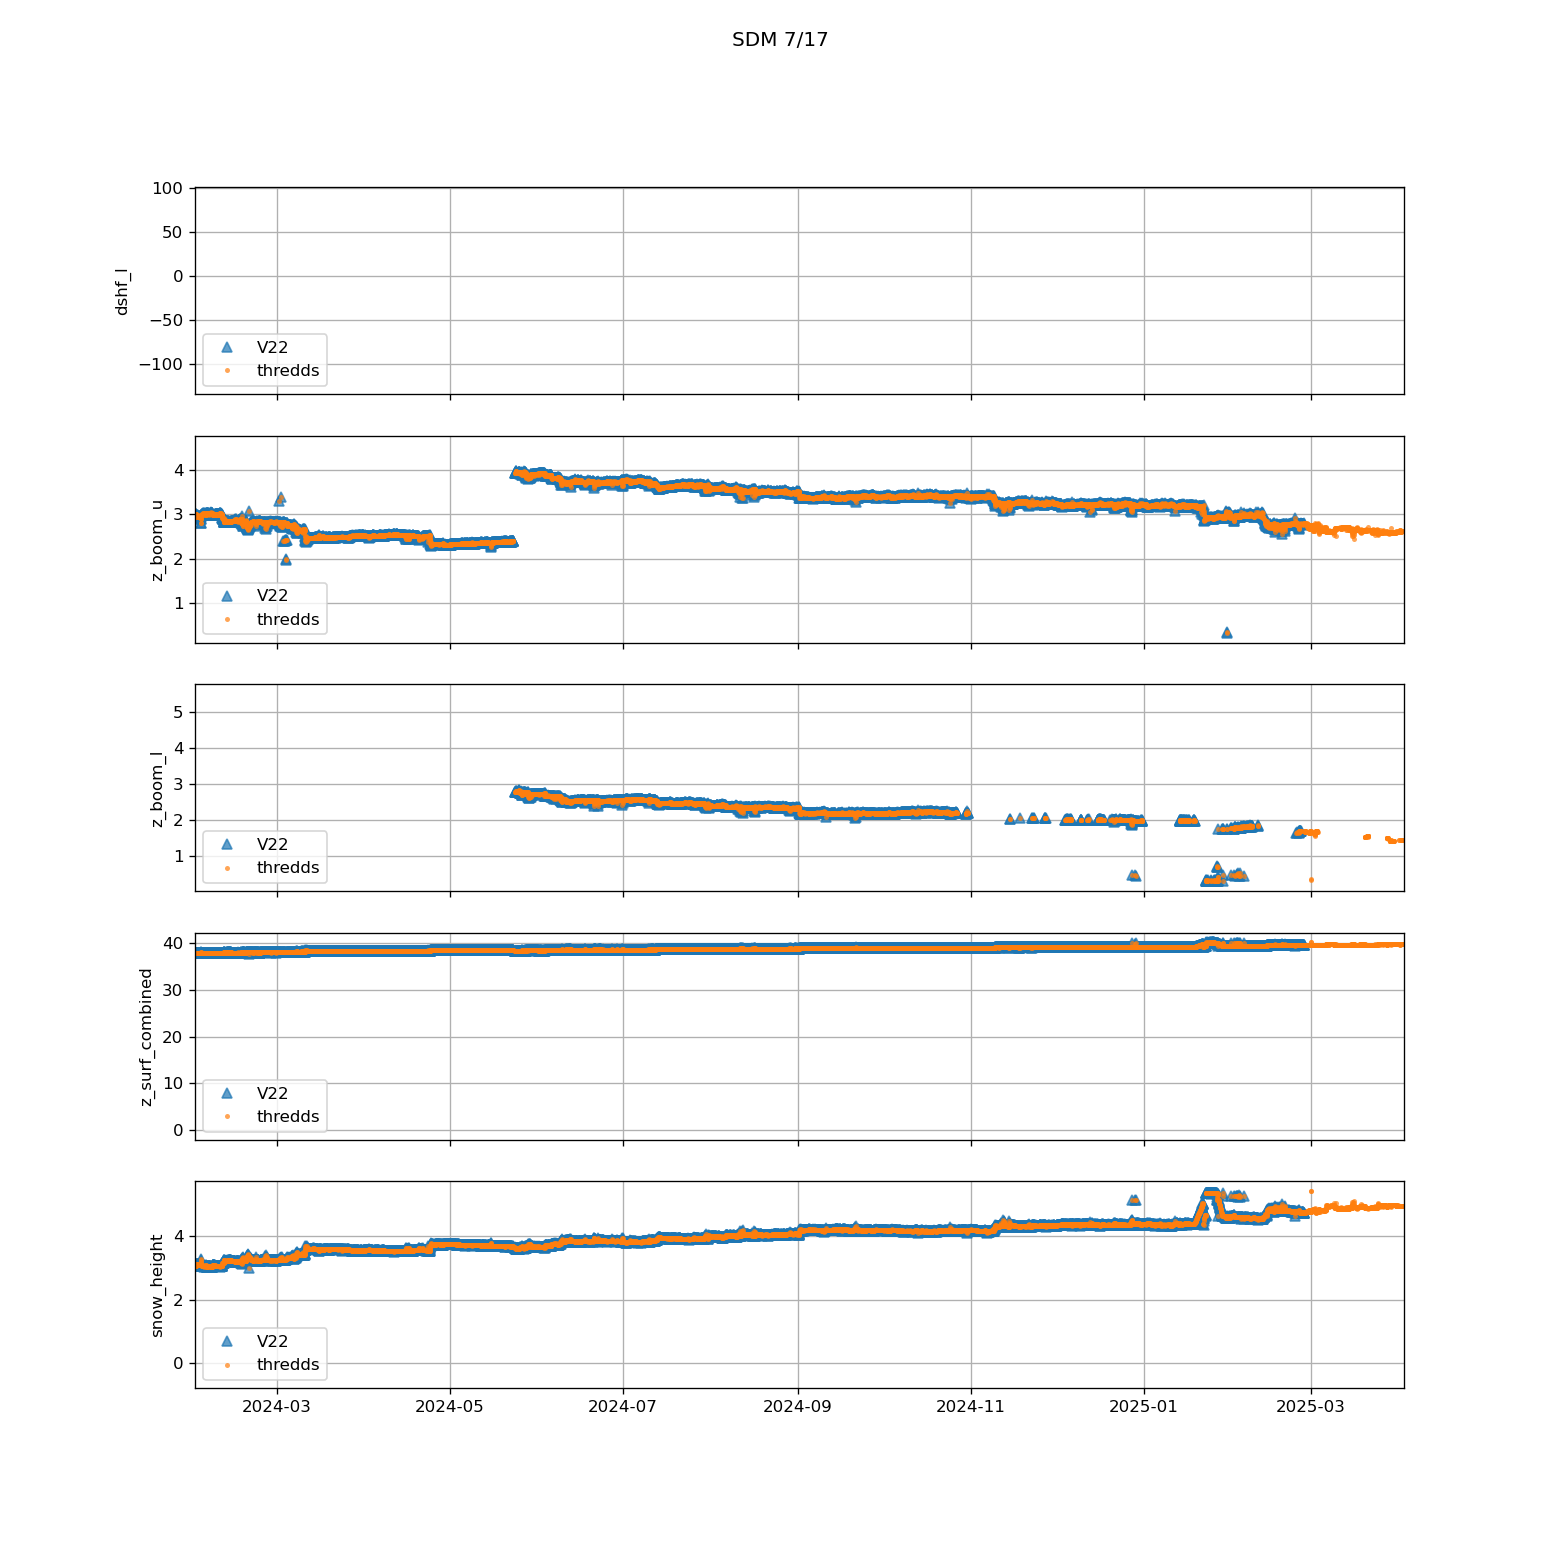 SDM 7/17
100
50
0
−50
−100
dshf_l
V22
thredds
4
3
2
1
z_boom_u
V22
thredds
5
4
3
2
1
z_boom_l
V22
thredds
40
30
20
10
0
z_surf_combined
V22
thredds
4
2
0
snow_height
V22
thredds
2024-03 2024-05 2024-07 2024-09 2024-11 2025-01 2025-03